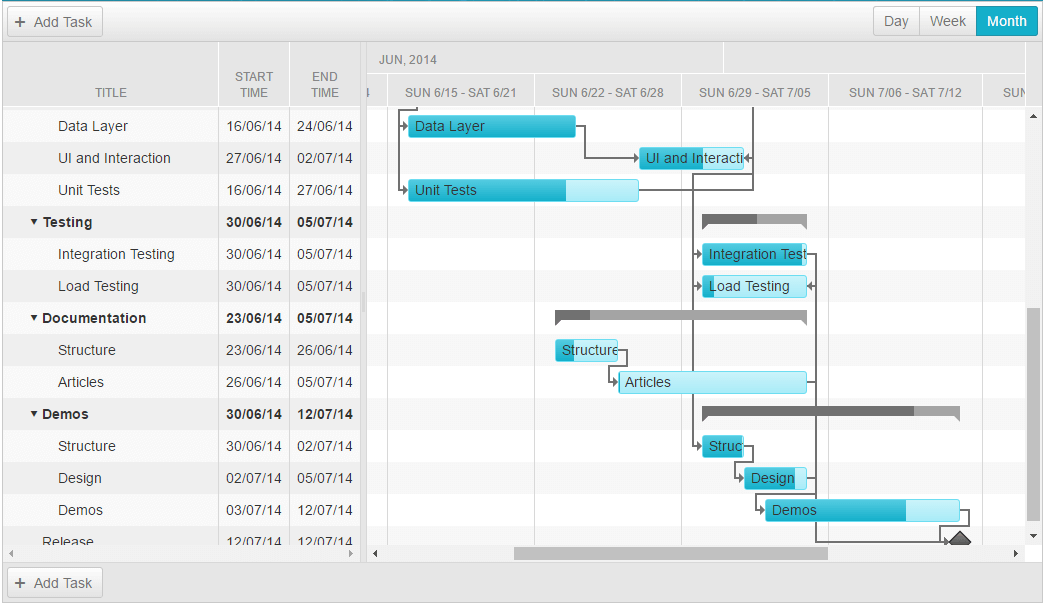 + Add Task
Day Week Month
TITLE START TIME END TIME
JUN, 2014
4 SUN 6/15 - SAT 6/21 SUN 6/22 - SAT 6/28 SUN 6/29 - SAT 7/05 SUN 7/06 - SAT 7/12 SUN
Data Layer 16/06/14 24/06/14 Data Layer
UI and Interaction 27/06/14 02/07/14 UI and Interacti
Unit Tests 16/06/14 27/06/14 Unit Tests
Testing 30/06/14 05/07/14
Integration Testing 30/06/14 05/07/14 Integration Test
Load Testing 30/06/14 05/07/14 Load Testing
Documentation 23/06/14 05/07/14
Structure 23/06/14 26/06/14 Structure
Articles 26/06/14 05/07/14 Articles
Demos 30/06/14 12/07/14
Structure 30/06/14 02/07/14 Struc
Design 02/07/14 05/07/14 Design
Demos 03/07/14 12/07/14 Demos
Release 12/07/14 12/07/14
+ Add Task